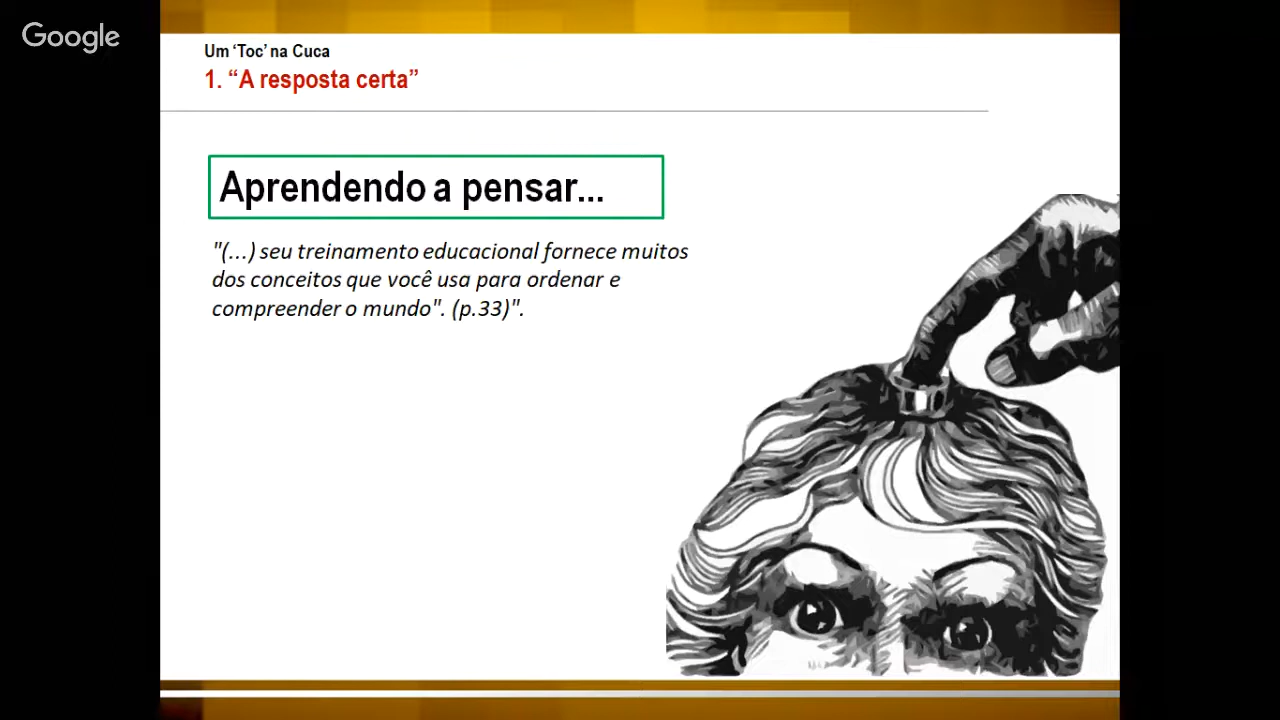 Google
Um ‘Toc’ na Cuca
1. “A resposta certa”
Aprendendo a pensar...
"(...) seu treinamento educacional fornece muitos
dos conceitos que você usa para ordenar e
compreender o mundo". (p.33)".